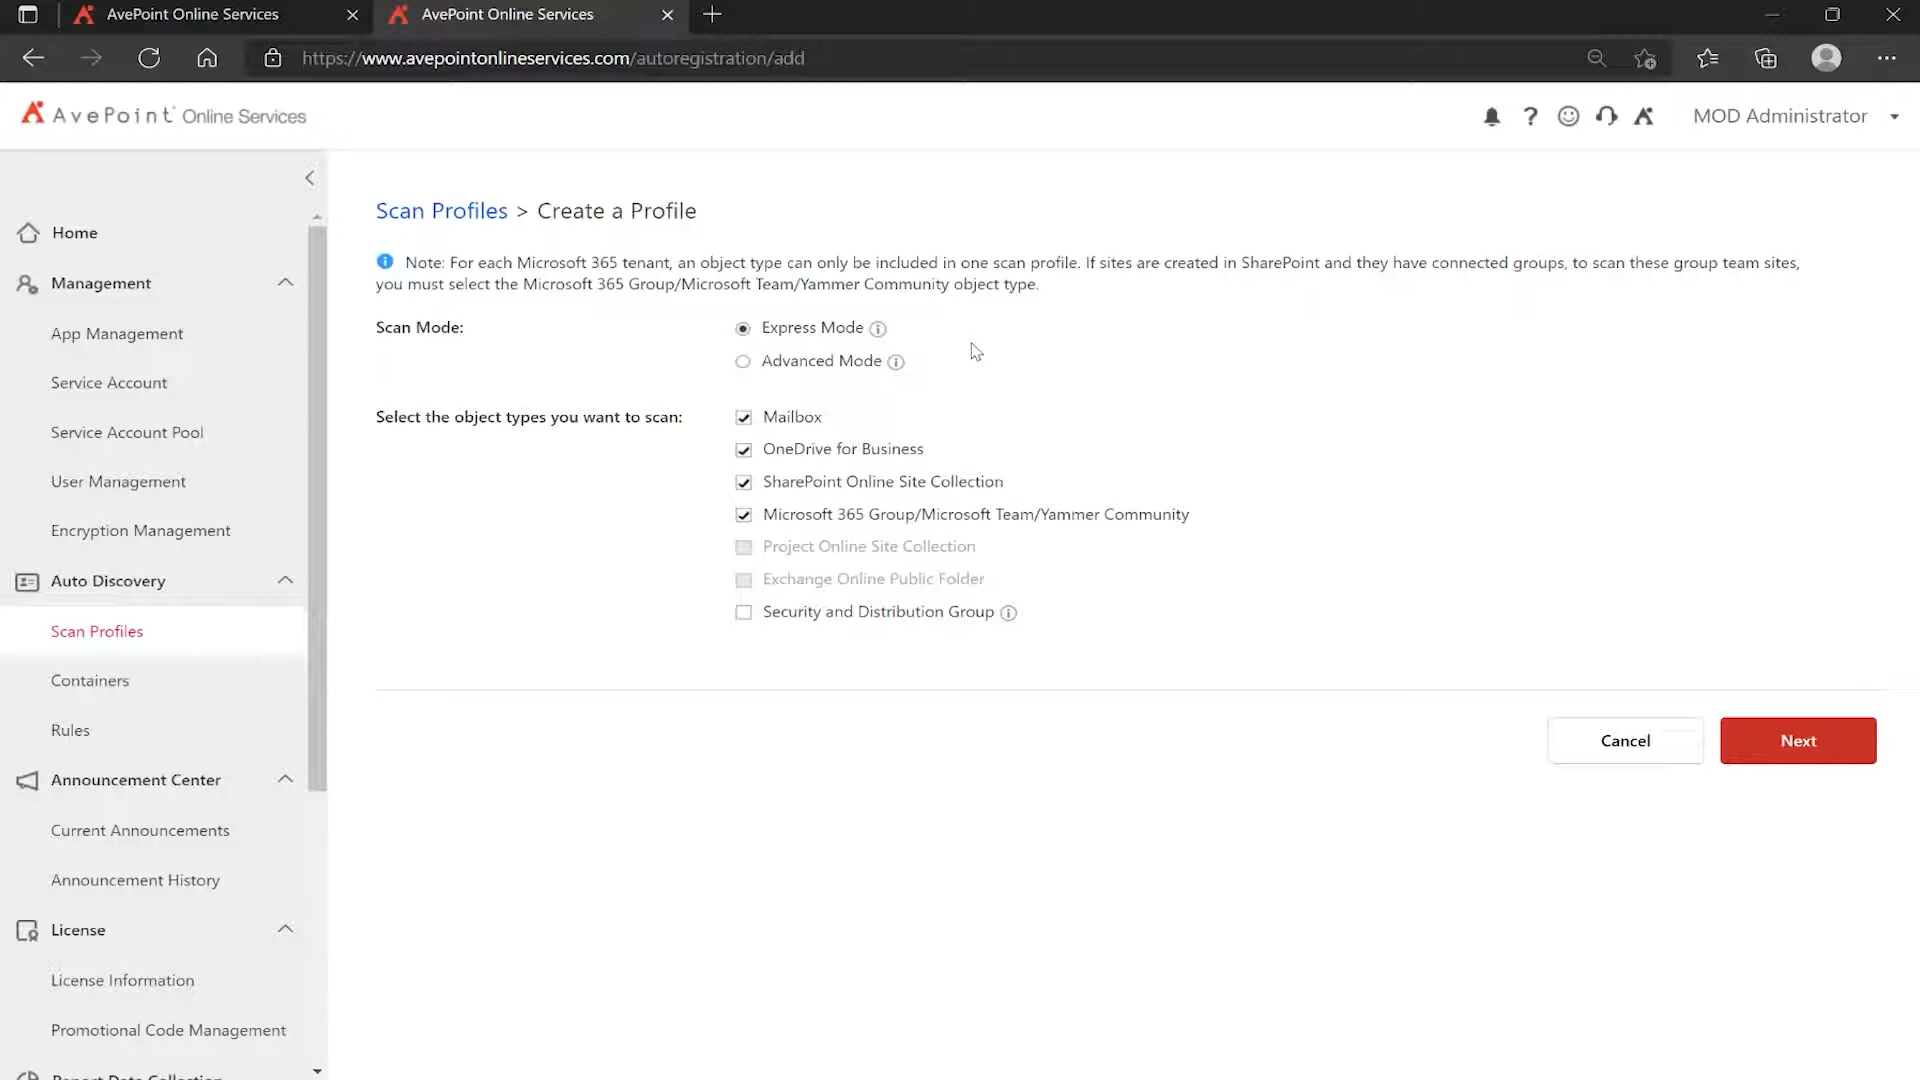 AvePoint Online Services
AvePoint Online Services
https://www.avepointonlineservices.com/autoregistration/add
AvePoint Online Services
MOD Administrator
Home
Management
App Management
Service Account
Service Account Pool
User Management
Encryption Management
Auto Discovery
Scan Profiles
Containers
Rules
Announcement Center
Current Announcements
Announcement History
License
License Information
Promotional Code Management
Report Data Collection
Scan Profiles > Create a Profile
Note: For each Microsoft 365 tenant, an object type can only be included in one scan profile. If sites are created in SharePoint and they have connected groups, to scan these group team sites,
you must select the Microsoft 365 Group/Microsoft Team/Yammer Community object type.
Scan Mode:
Express Mode
Advanced Mode
Select the object types you want to scan:
Mailbox
OneDrive for Business
SharePoint Online Site Collection
Microsoft 365 Group/Microsoft Team/Yammer Community
Project Online Site Collection
Exchange Online Public Folder
Security and Distribution Group
Cancel
Next